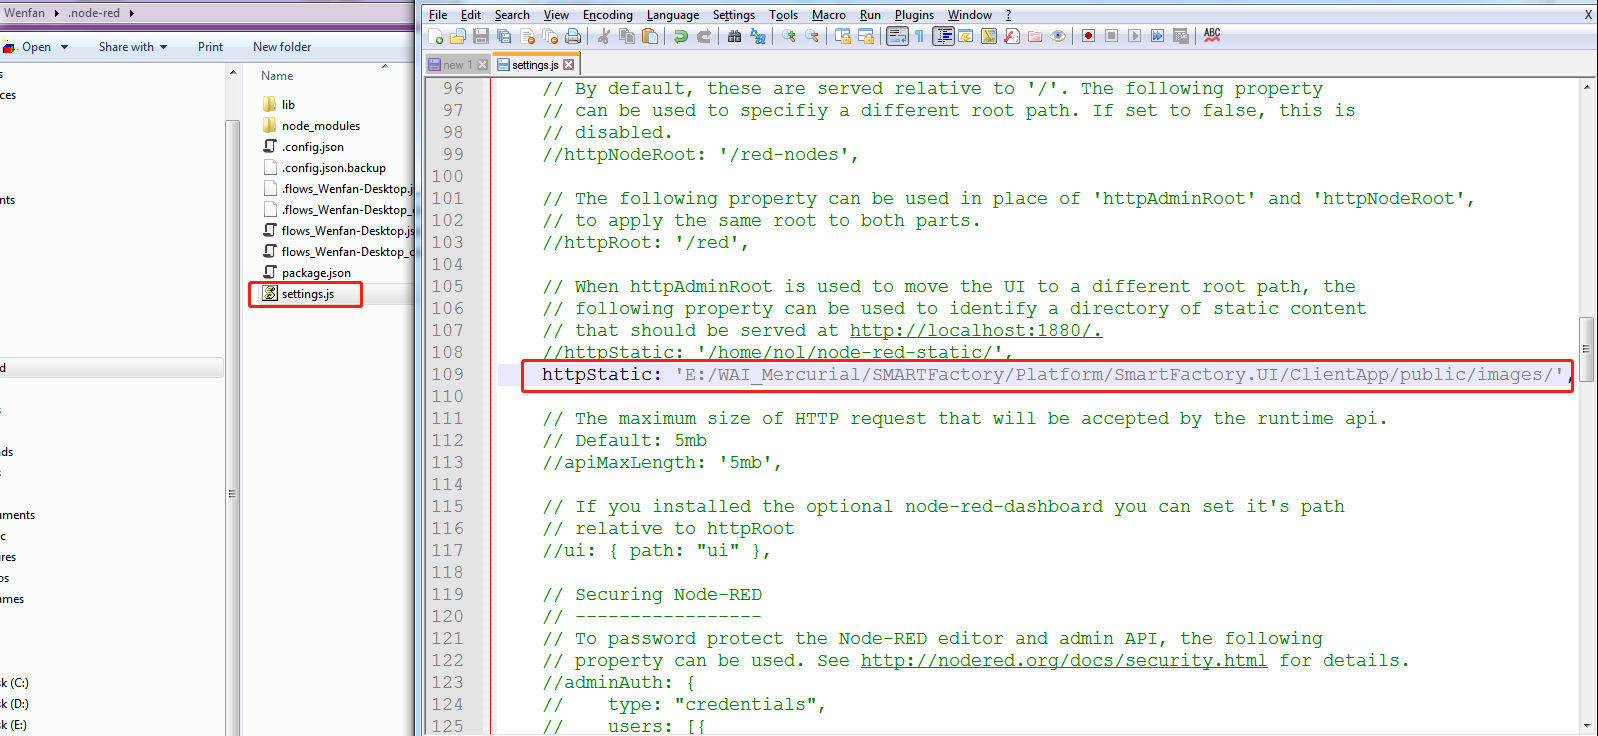 Wenfan
.node-red
Open
Share with
Print
New folder
Name
lib
node_modules
.config.json
.config.json.backup
.flows_Wenfan-Desktop.j
.flows_Wenfan-Desktop_
flows_Wenfan-Desktop.js
flows_Wenfan-Desktop_c
package.json
settings.js
s
ces
nts
d
ds
uments
c
ures
os
ames
sk (C:)
sk (D:)
sk (E:)
File Edit Search View Encoding Language Settings Tools Macro Run Plugins Window ? X
ABC
new 1 settings.js
96 // By default, these are served relative to '/'. The following property
97 // can be used to specifiy a different root path. If set to false, this is
98 // disabled.
99 //httpNodeRoot: '/red-nodes',
100
101 // The following property can be used in place of 'httpAdminRoot' and 'httpNodeRoot',
102 // to apply the same root to both parts.
103 //httpRoot: '/red',
104
105 // When httpAdminRoot is used to move the UI to a different root path, the
106 // following property can be used to identify a directory of static content
107 // that should be served at http://localhost:1880/.
108 //httpStatic: '/home/nol/node-red-static/',
109 httpStatic: 'E:/WAI_Mercurial/SMARTFactory/Platform/SmartFactory.UI/ClientApp/public/images/',
110
111 // The maximum size of HTTP request that will be accepted by the runtime api.
112 // Default: 5mb
113 //apiMaxLength: '5mb',
114
115 // If you installed the optional node-red-dashboard you can set it's path
116 // relative to httpRoot
117 //ui: { path: "ui" },
118
119 // Securing Node-RED
120 // -----------------
121 // To password protect the Node-RED editor and admin API, the following
122 // property can be used. See http://nodered.org/docs/security.html for details.
123 //adminAuth: {
124 // type: "credentials",
125 // users: [{